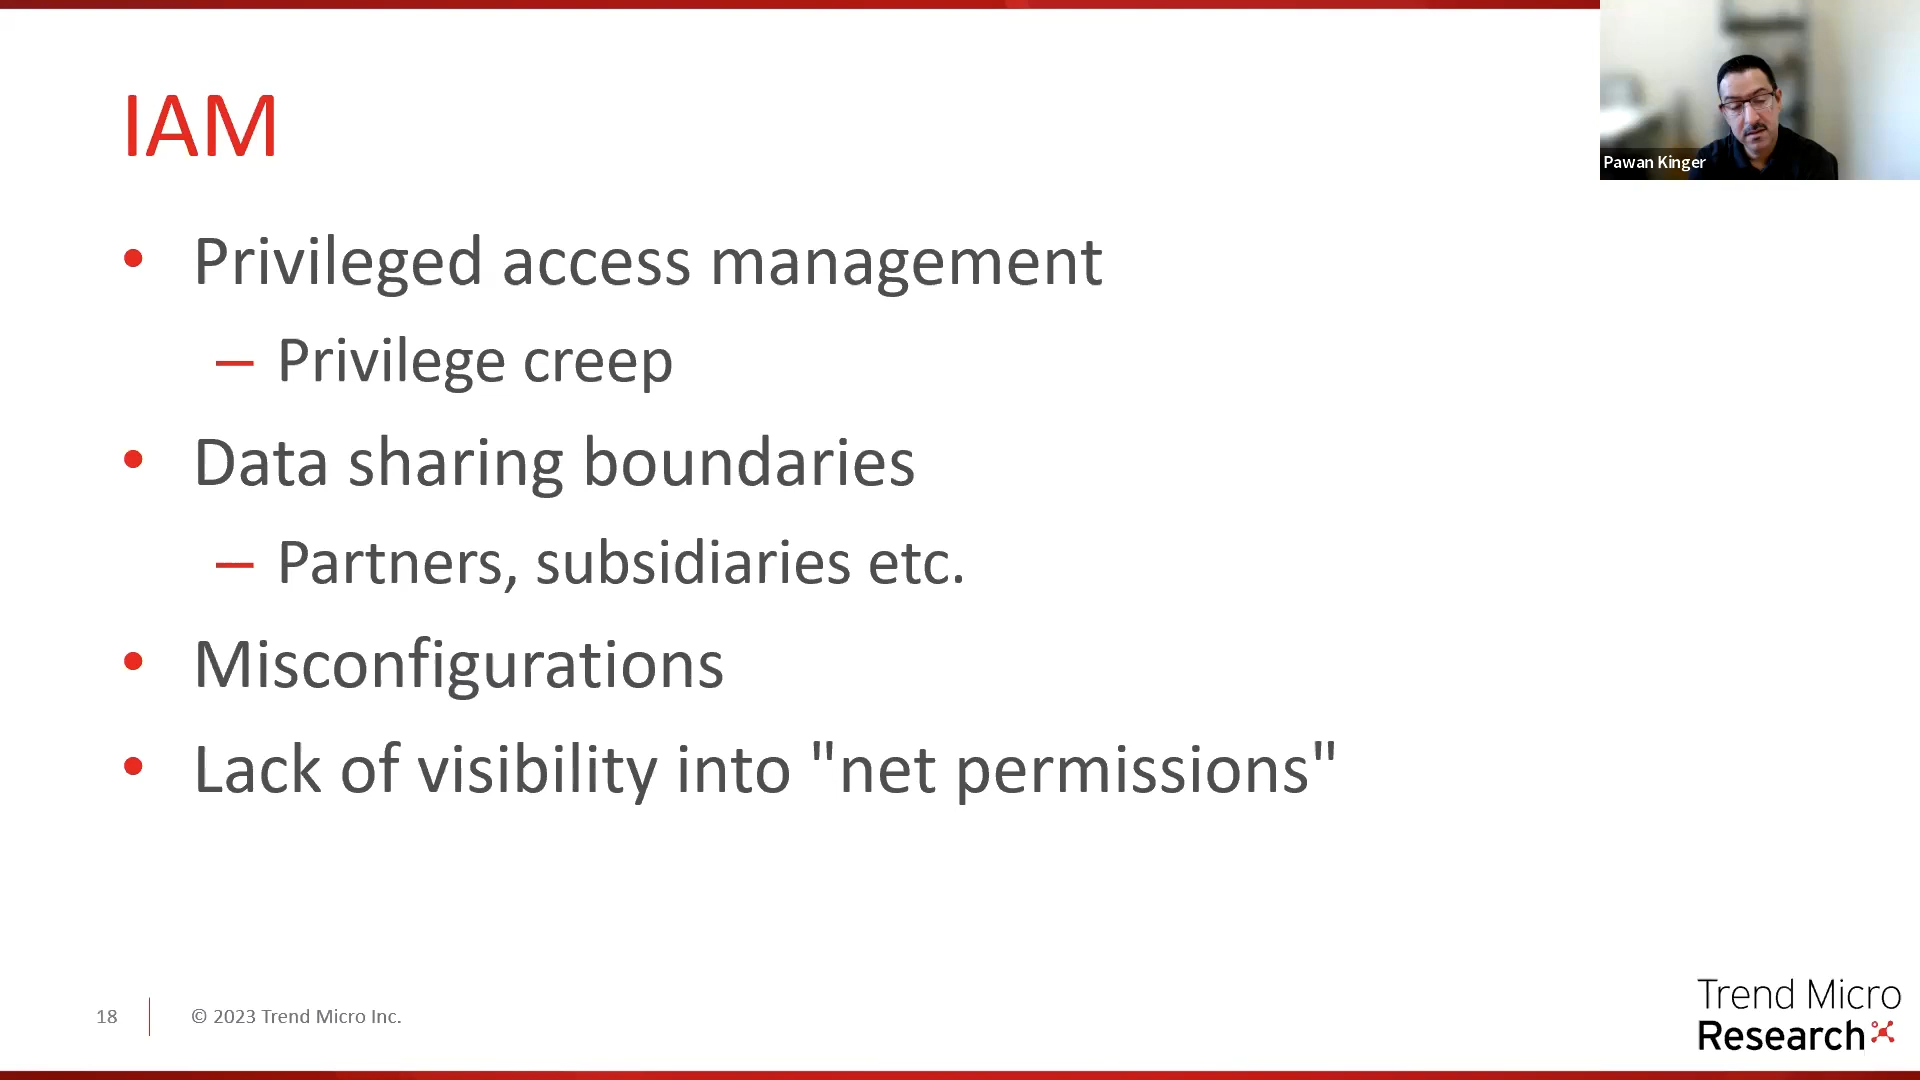 IAM
Pawan Kinger
• Privileged access management
– Privilege creep
• Data sharing boundaries
– Partners, subsidiaries etc.
• Misconfigurations
• Lack of visibility into "net permissions"
18
© 2023 Trend Micro Inc.
Trend Micro
Research